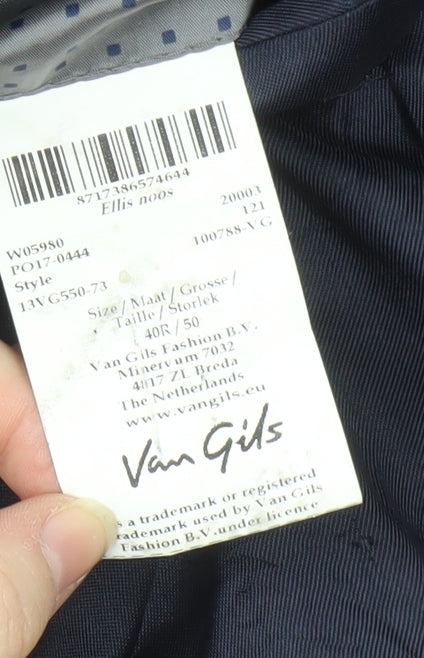 8717386574644
Ellis noos
W05980 20003
PO17-0444 121
Style 100788-VG
13VG550-73
Size / Maat / Grosse /
Taille / Storlek
40R / 50
Van Gils Fashion B.V.
Minervum 7032
4817 ZL Breda
The Netherlands
www.vangils.eu
Van Gils
a trademark or registered
trademark used by Van Gils
Fashion B.V. under licence